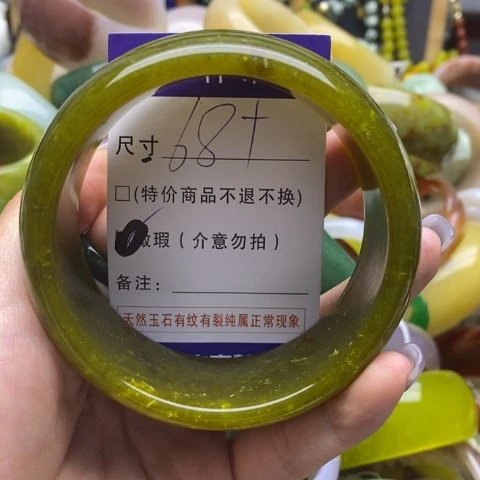 尺寸 68+
□(特价商品不退不换)
微瑕(介意勿拍)
备注：
天然玉石有纹有裂纯属正常现象